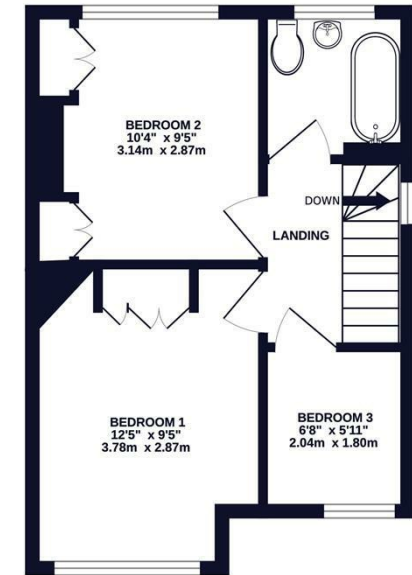 BEDROOM 2
10'4" x 9'5"
3.14m x 2.87m
DOWN
LANDING
BEDROOM 1
12'5" x 9'5"
3.78m x 2.87m
BEDROOM 3
6'8" x 5'11"
2.04m x 1.80m